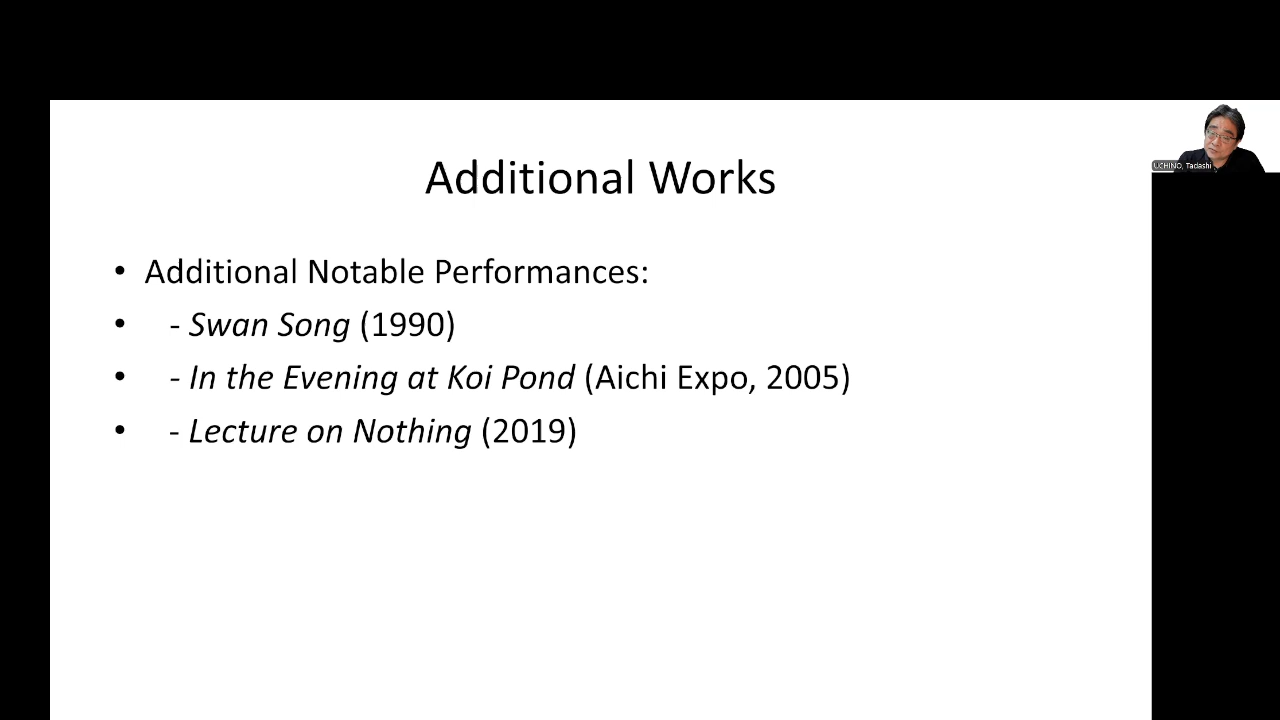 Additional Works
UCHINO, Tadashi
• Additional Notable Performances:
• - Swan Song (1990)
• - In the Evening at Koi Pond (Aichi Expo, 2005)
• - Lecture on Nothing (2019)